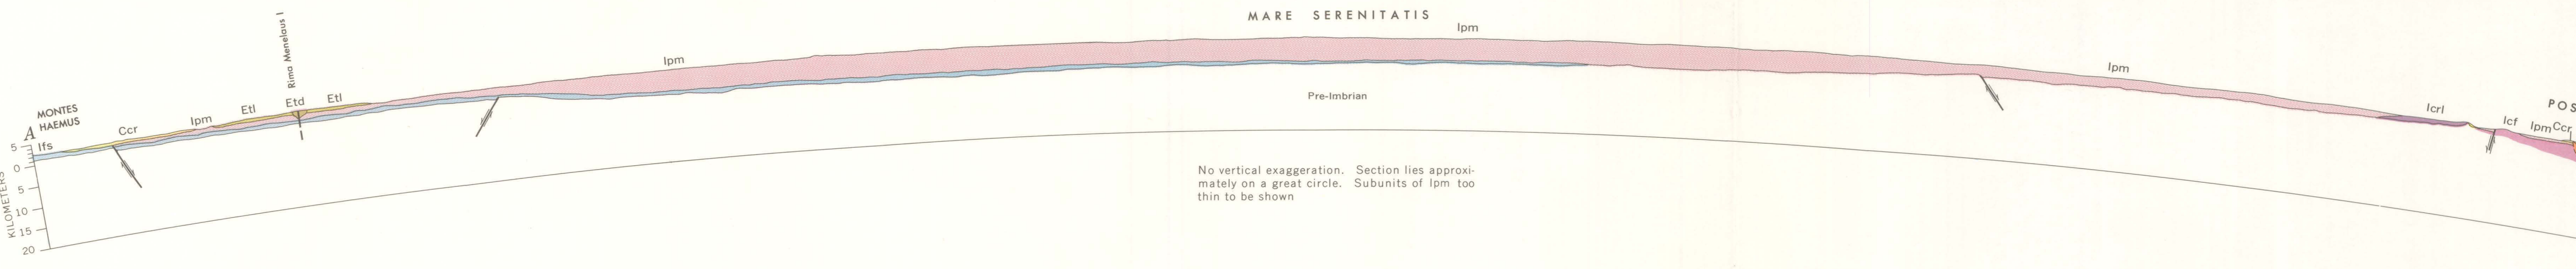 MARE SERENITATIS
Rima Menelaus I
MONTES
HAEMUS
A
Ifs
Ccr
Ipm
Etl
Etd
Etl
Ipm
Ipm
Ipm
Icrl
Icf
Ipm
Ccr
Pre-Imbrian
No vertical exaggeration. Section lies approxi-
mately on a great circle. Subunits of Ipm too
thin to be shown
5
0
5
10
15
20
KILOMETERS